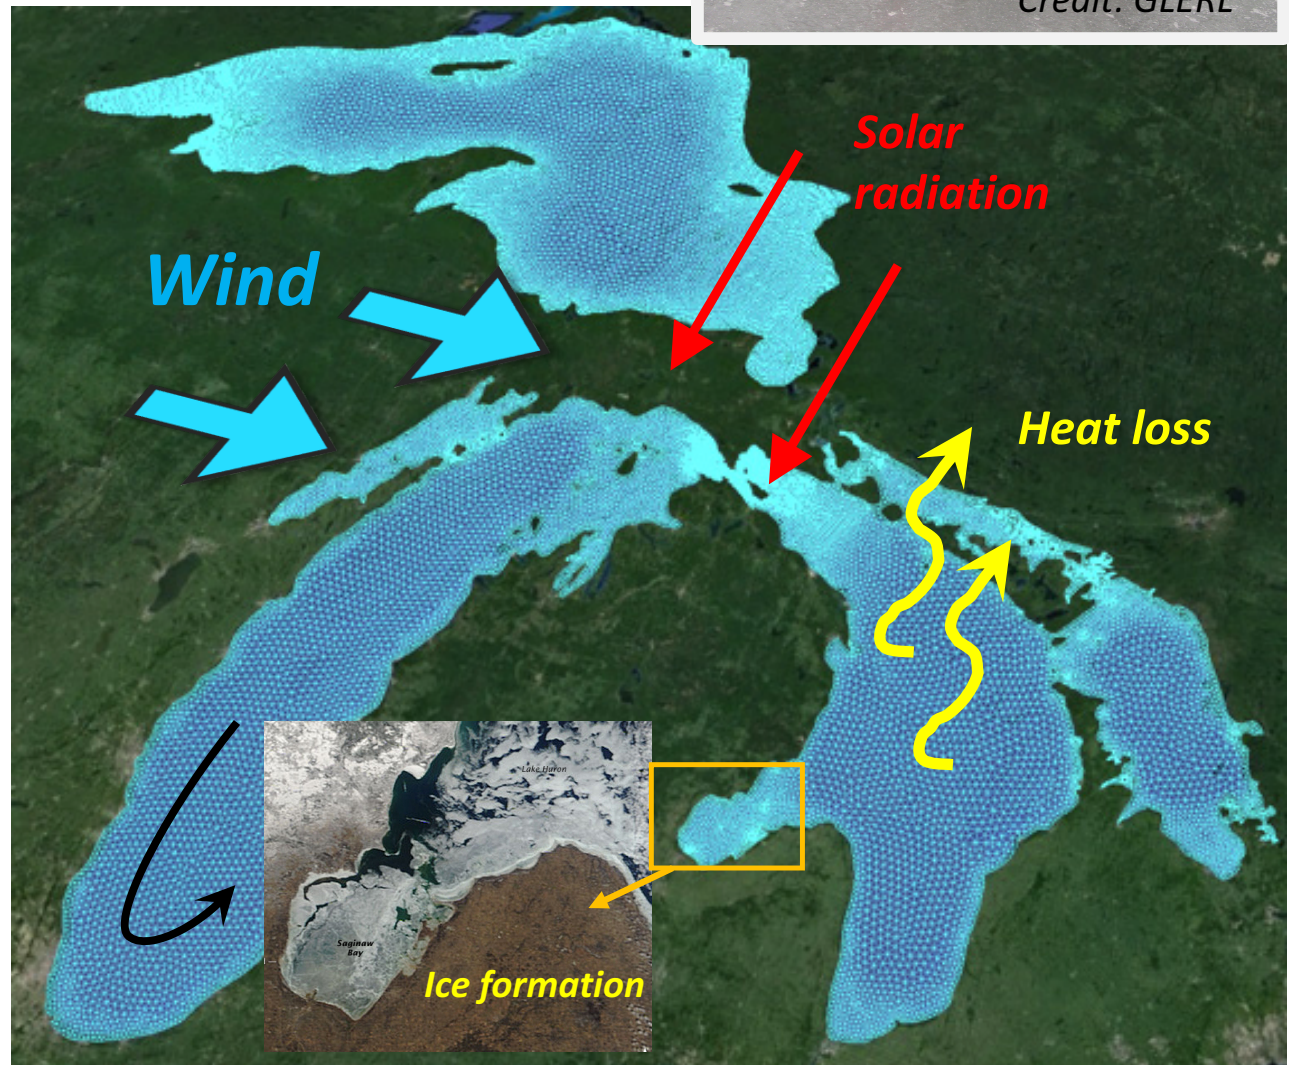 Credit: GLERL
Solar
radiation
Wind
Heat loss
Lake Huron
Saginaw
Bay
Ice formation